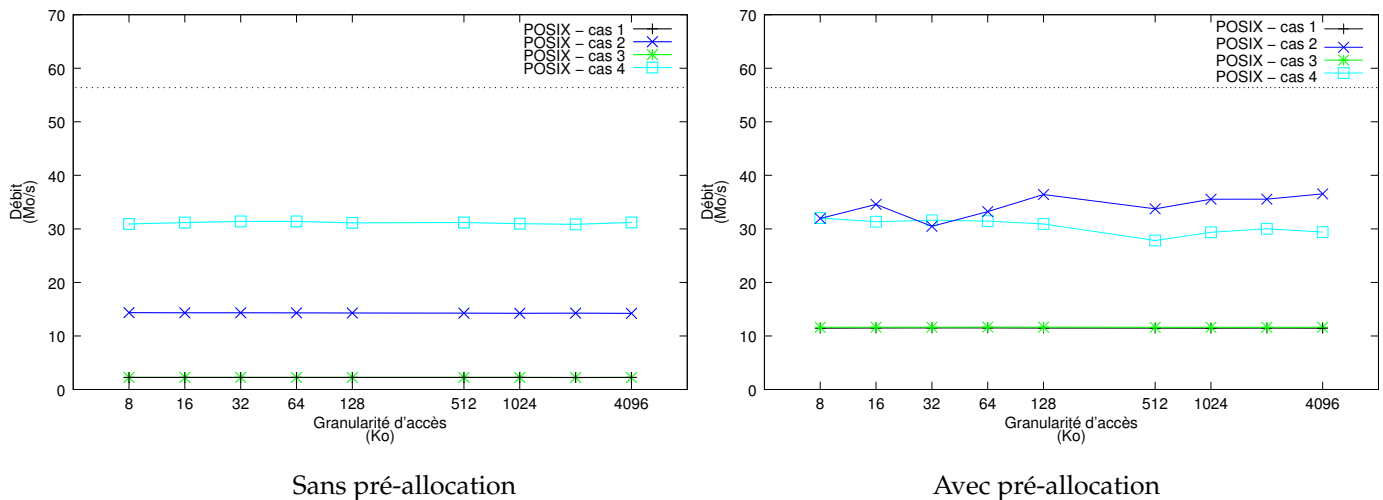 70
60
50
40
30
20
10
0
Débit
(Mo/s)
POSIX – cas 1
POSIX – cas 2
POSIX – cas 3
POSIX – cas 4
8 16 32 64 128 512 1024 4096
Granularité d'accès
(Ko)
Sans pré-allocation
70
60
50
40
30
20
10
0
Débit
(Mo/s)
POSIX – cas 1
POSIX – cas 2
POSIX – cas 3
POSIX – cas 4
8 16 32 64 128 512 1024 4096
Granularité d'accès
(Ko)
Avec pré-allocation